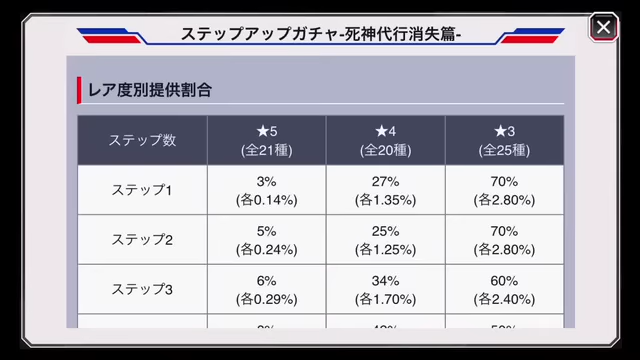 ステップアップガチャ-死神代行消失篇-
レア度別提供割合
ステップ数 ★5 ★4 ★3
(全21種) (全20種) (全25種)
ステップ1 3% 27% 70%
(各0.14%) (各1.35%) (各2.80%)
ステップ2 5% 25% 70%
(各0.24%) (各1.25%) (各2.80%)
ステップ3 6% 34% 60%
(各0.29%) (各1.70%) (各2.40%)